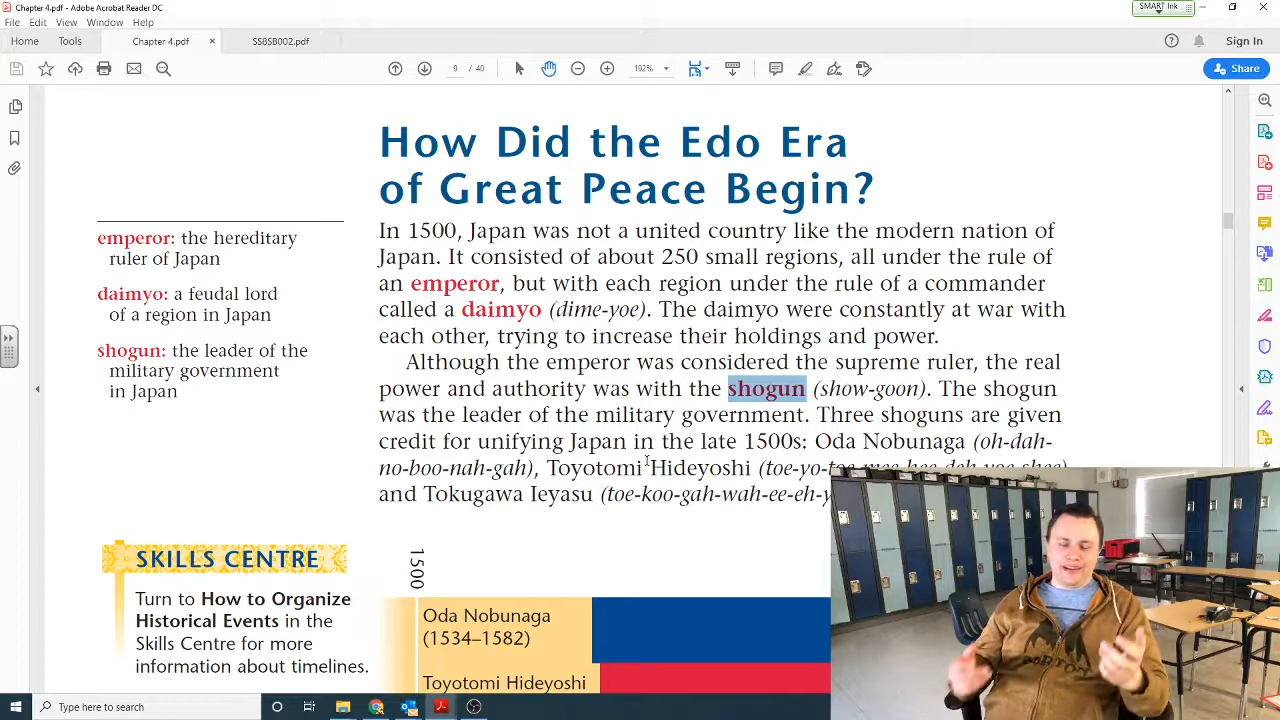 Chapter 4.pdf - Adobe Acrobat Reader DC
SMART Ink
File Edit View Window Help
Home Tools Chapter 4.pdf × SSBSB002.pdf Sign In
9 / 40 192% Share
How Did the Edo Era
of Great Peace Begin?
In 1500, Japan was not a united country like the modern nation of
Japan. It consisted of about 250 small regions, all under the rule of
an emperor, but with each region under the rule of a commander
called a daimyo (dime-yoe). The daimyo were constantly at war with
each other, trying to increase their holdings and power.
Although the emperor was considered the supreme ruler, the real
power and authority was with the shogun (show-goon). The shogun
was the leader of the military government. Three shoguns are given
credit for unifying Japan in the late 1500s: Oda Nobunaga (oh-dah-
no-boo-nah-gah), Toyotomi Hideyoshi
and Tokugawa Ieyasu
emperor: the hereditary
ruler of Japan
daimyo: a feudal lord
of a region in Japan
shogun: the leader of the
military government
in Japan
SKILLS CENTRE
Turn to How to Organize
Historical Events in the
Skills Centre for more
information about timelines.
1500
Oda Nobunaga
(1534–1582)
Toyotomi Hideyoshi
Type here to search